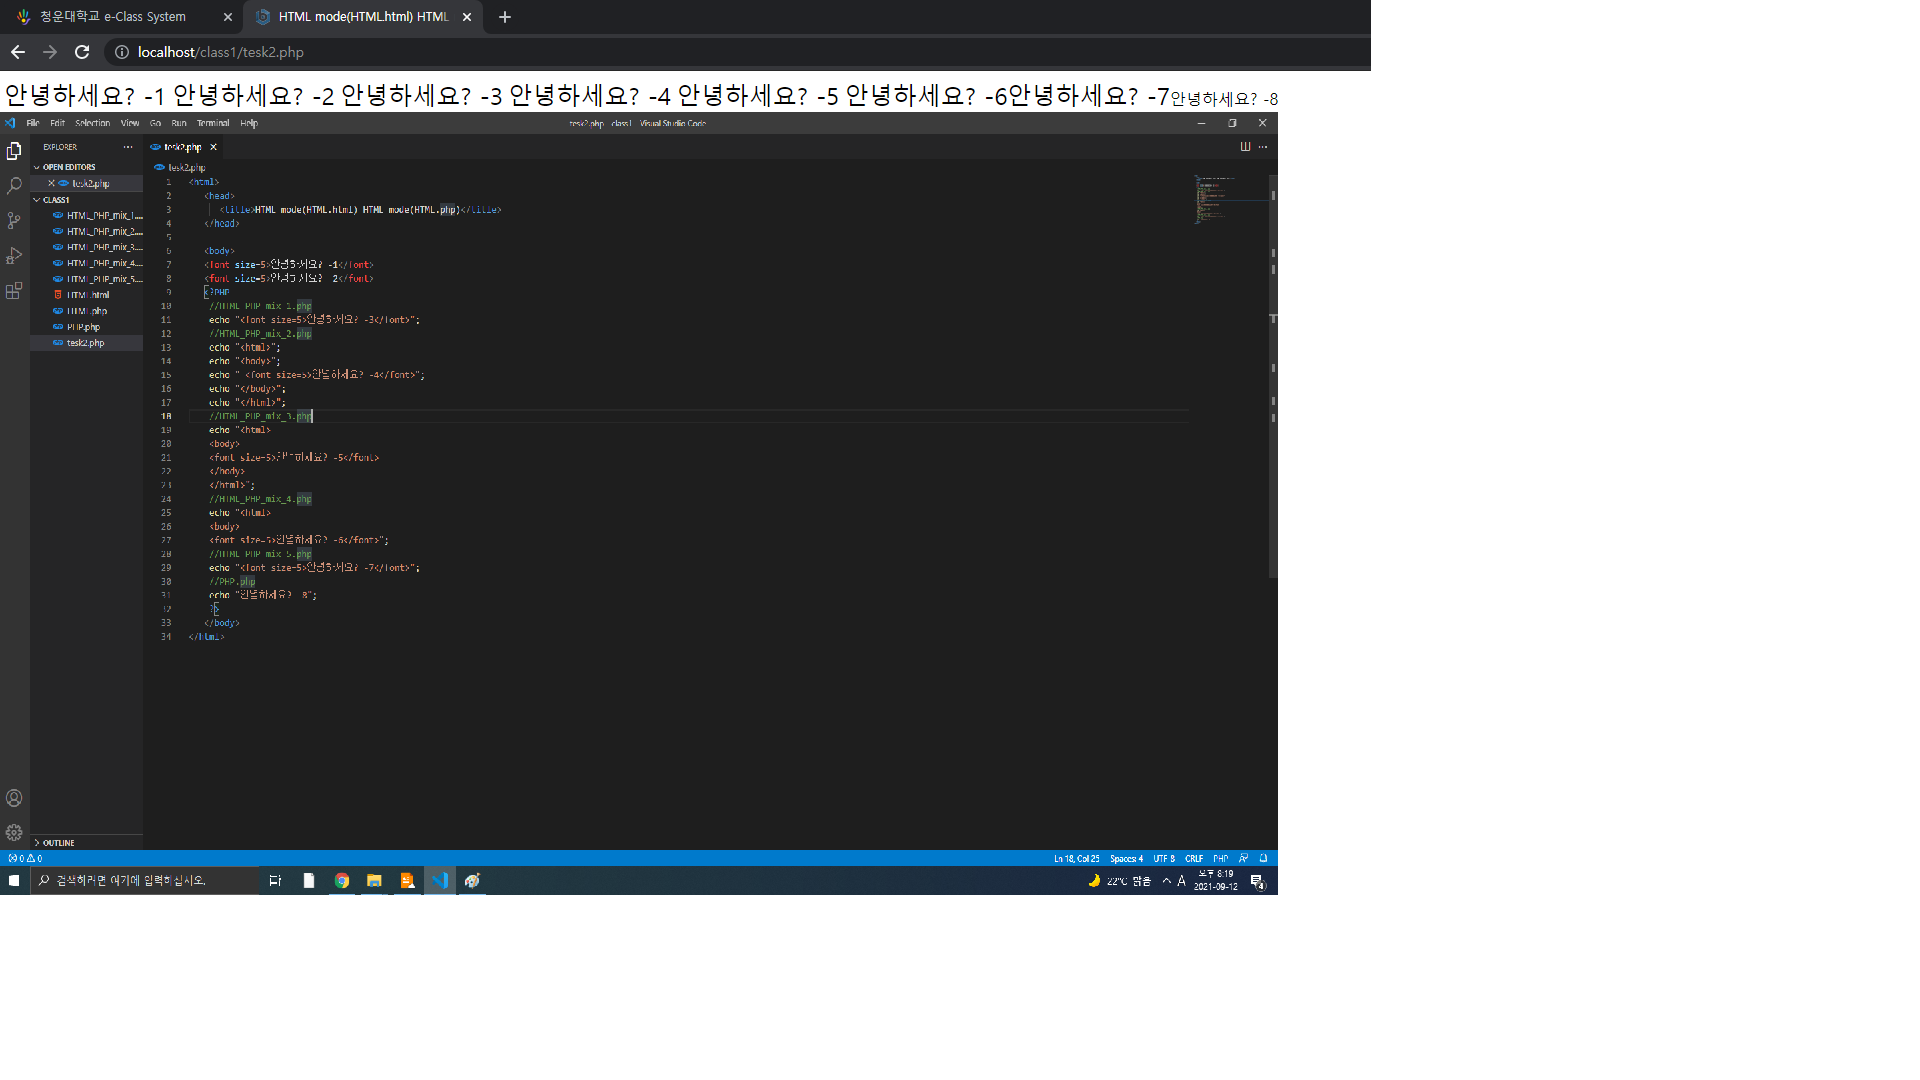 청운대학교 e-Class System
HTML mode(HTML.html) HTML
localhost/class1/tesk2.php
안녕하세요? -1 안녕하세요? -2 안녕하세요? -3 안녕하세요? -4 안녕하세요? -5 안녕하세요? -6안녕하세요? -7안녕하세요? -8
File Edit Selection View Go Run Terminal Help
tesk2.php - class1 - Visual Studio Code
EXPLORER
tesk2.php
OPEN EDITORS
tesk2.php
tesk2.php
CLASS1
HTML_PHP_mix_1....
HTML_PHP_mix_2....
HTML_PHP_mix_3....
HTML_PHP_mix_4....
HTML_PHP_mix_5....
HTML.html
HTML.php
PHP.php
tesk2.php
1 <html>
2 <head>
3 <title>HTML mode(HTML.html) HTML mode(HTML.php)</title>
4 </head>
5
6 <body>
7 <font size=5>안녕하세요? -1</font>
8 <font size=5>안녕하세요? -2</font>
9 <?PHP
10 //HTML_PHP_mix_1.php
11 echo "<font size=5>안녕하세요? -3</font>";
12 //HTML_PHP_mix_2.php
13 echo "<html>";
14 echo "<body>";
15 echo " <font size=5>안녕하세요? -4</font>";
16 echo "</body>";
17 echo "</html>";
18 //HTML_PHP_mix_3.php
19 echo "<html>
20 <body>
21 <font size=5>안녕하세요? -5</font>
22 </body>
23 </html>";
24 //HTML_PHP_mix_4.php
25 echo "<html>
26 <body>
27 <font size=5>안녕하세요? -6</font>";
28 //HTML_PHP_mix_5.php
29 echo "<font size=5>안녕하세요? -7</font>";
30 //PHP.php
31 echo "안녕하세요? -8";
32 ?>
33 </body>
34 </html>
OUTLINE
0 0
Ln 18, Col 25 Spaces: 4 UTF-8 CRLF PHP
검색하려면 여기에 입력하십시오.
22°C 맑음 A 오후 8:19
2021-09-12
4